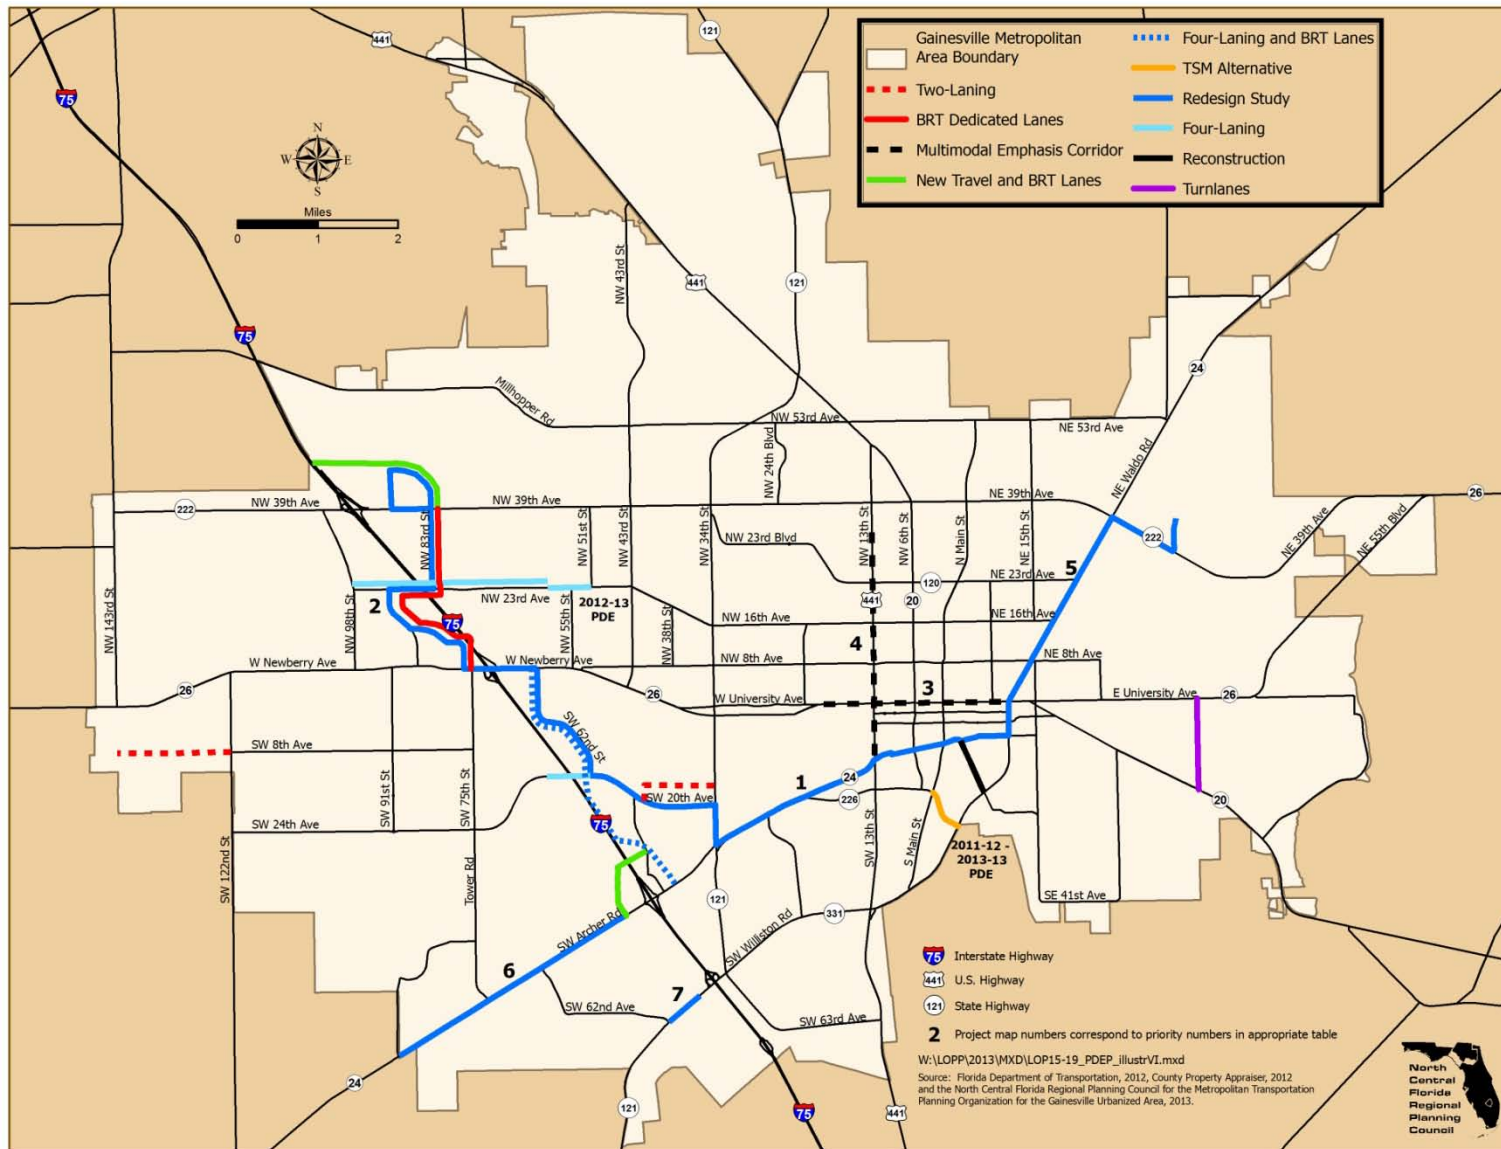 Gainesville Metropolitan
Area Boundary
Two-Laning
BRT Dedicated Lanes
Multimodal Emphasis Corridor
New Travel and BRT Lanes
Four-Laning and BRT Lanes
TSM Alternative
Redesign Study
Four-Laning
Reconstruction
Turnlanes
441
121
75
N
W
E
S
Miles
0
1
2
75
441
121
NW 43rd St
24
Millhopper Rd
NW 53rd Ave
NE 53rd Ave
NW 24th Blvd
NE Waldo Rd
26
222
NW 39th Ave
NW 39th Ave
NE 39th Ave
NW 83rd St
NW 51st St
NW 43rd St
NW 34th St
NW 23rd Blvd
NW 13th St
NW 6th St
N Main St
NE 15th St
222
NE 39th Ave
NE 55th Blvd
5
120
NE 23rd Ave
NW 143rd St
NW 98th St
2
NW 23rd Ave
2012-13
PDE
NW 55th St
NW 38th St
75
441
20
NW 16th Ave
NE 16th Ave
4
W Newberry Ave
W Newberry Ave
NW 8th Ave
NE 8th Ave
26
26
W University Ave
3
E University Ave
26
SW 62nd St
SW 8th Ave
1
24
226
SW 91st St
SW 75th St
SW 20th Ave
20
SW 24th Ave
75
SW 122nd St
Tower Rd
SW 13th St
S Main St
2011-12 -
2013-13
PDE
121
SE 41st Ave
SW Archer Rd
SW Williston Rd
331
6
7
SW 62nd Ave
SW 63rd Ave
24
121
75
441
75
Interstate Highway
441
U.S. Highway
121
State Highway
2
Project map numbers correspond to priority numbers in appropriate table
W:\LOPP\2013\MXD\LOP15-19_PDEP_illustrVI.mxd
Source: Florida Department of Transportation, 2012, County Property Appraiser, 2012
and the North Central Florida Regional Planning Council for the Metropolitan Transportation
Planning Organization for the Gainesville Urbanized Area, 2013.
North
Central
Florida
Regional
Planning
Council